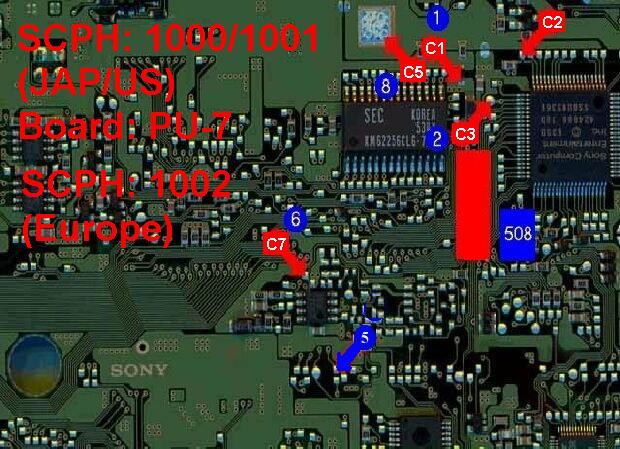 SCPH: 1000/1001
(JAP/US)
Board: PU-7
SCPH: 1002
(Europe)
1
C1
C2
C5
8
SEC KOREA
KM62256CLG-7
2
C3
Sony Computer
Entertainment
Inc.
6
C7
508
5
SONY